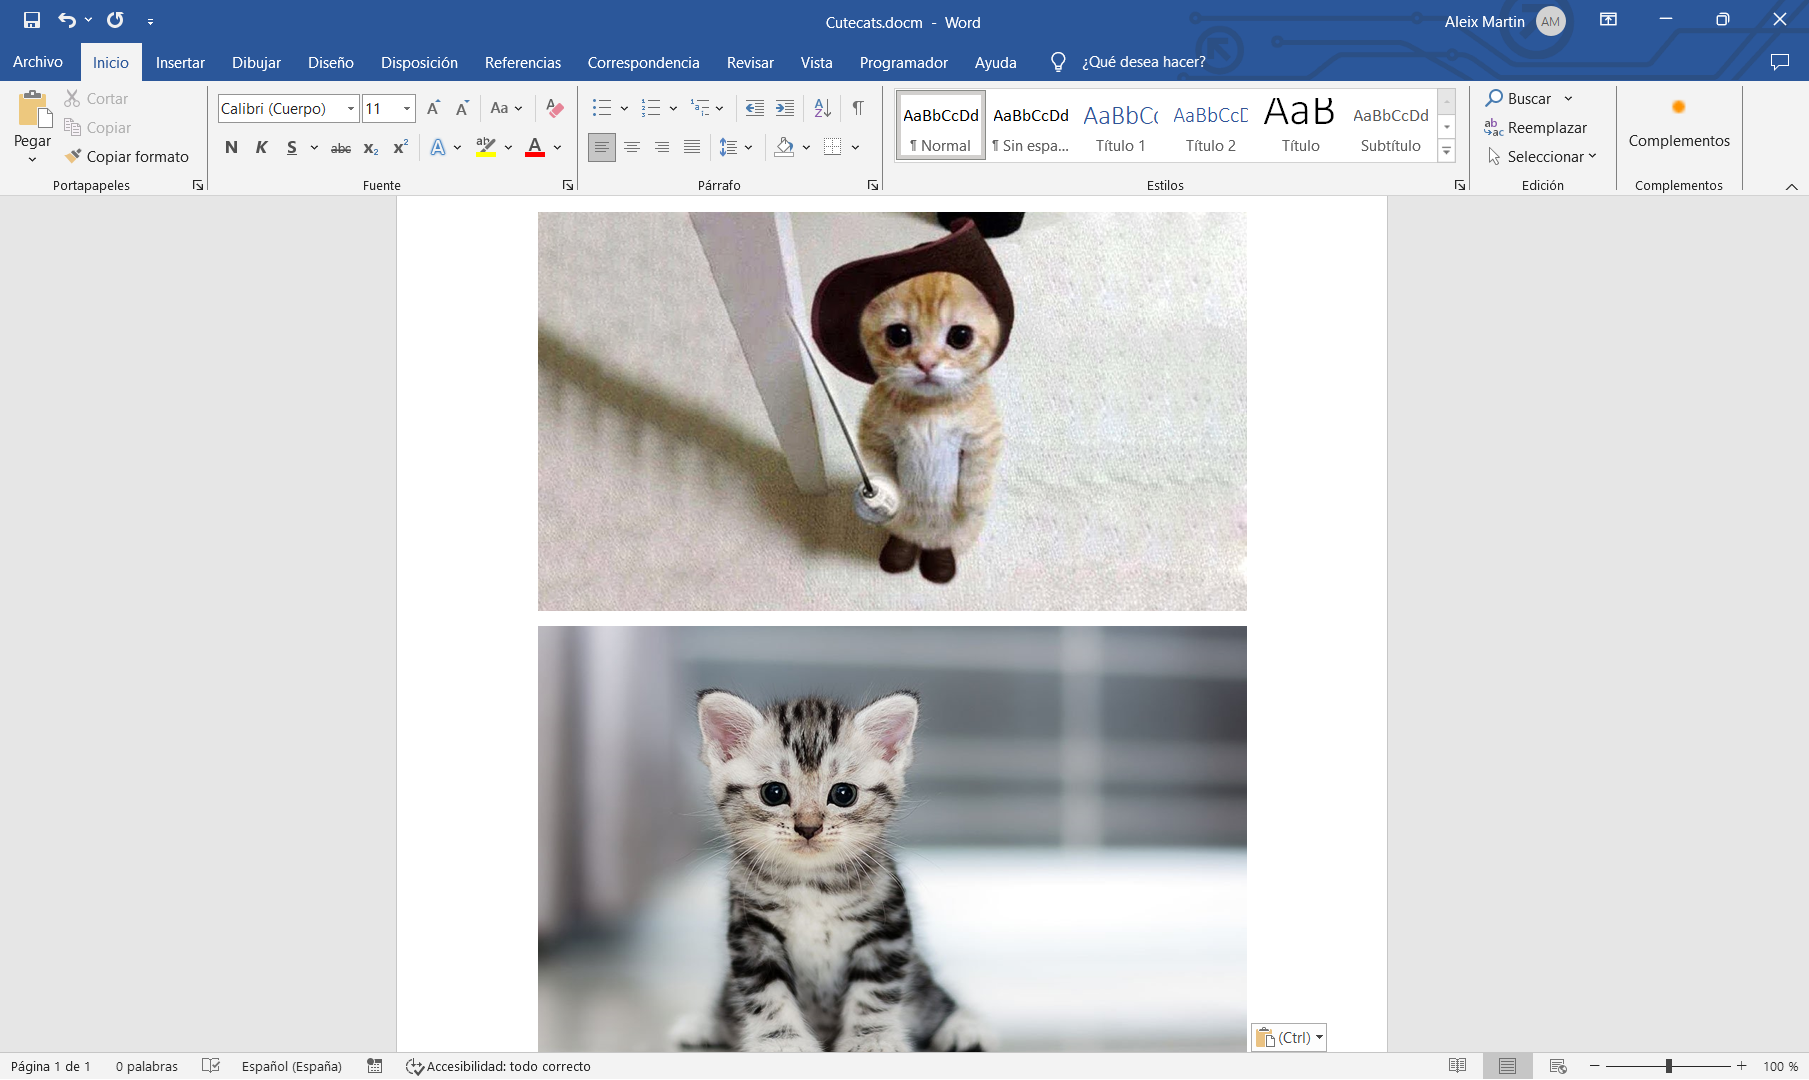 Cutecats.docm - Word
Aleix Martin AM
Archivo Inicio Insertar Dibujar Diseño Disposición Referencias Correspondencia Revisar Vista Programador Ayuda ¿Qué desea hacer?
Pegar
Cortar
Copiar
Copiar formato
Portapapeles
Calibri (Cuerpo) 11 Aa
N K S abc x₂ x² A ab A
Fuente
Párrafo
AaBbCcDd AaBbCcDd AaBbCc AaBbCcD AaB AaBbCcDd
¶ Normal ¶ Sin espa... Título 1 Título 2 Título Subtítulo
Estilos
Buscar
Reemplazar
Seleccionar
Edición
Complementos
Complementos
(Ctrl)
Página 1 de 1 0 palabras Español (España) Accesibilidad: todo correcto 100 %